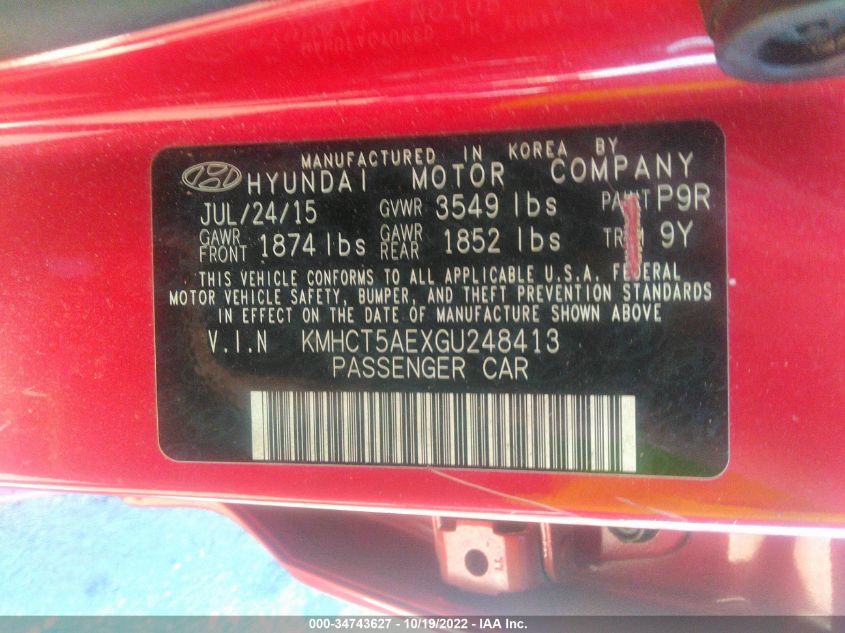 MANUFACTURED IN KOREA BY
HYUNDAI MOTOR COMPANY
JUL/24/15 GVWR 3549 lbs PAINT P9R
GAWR FRONT 1874 lbs GAWR REAR 1852 lbs TRIM 9Y
THIS VEHICLE CONFORMS TO ALL APPLICABLE U.S.A. FEDERAL
MOTOR VEHICLE SAFETY, BUMPER, AND THEFT PREVENTION STANDARDS
IN EFFECT ON THE DATE OF MANUFACTURE SHOWN ABOVE
V.I.N KMHCT5AEXGU248413
PASSENGER CAR
000-34743627 - 10/19/2022 - IAA Inc.